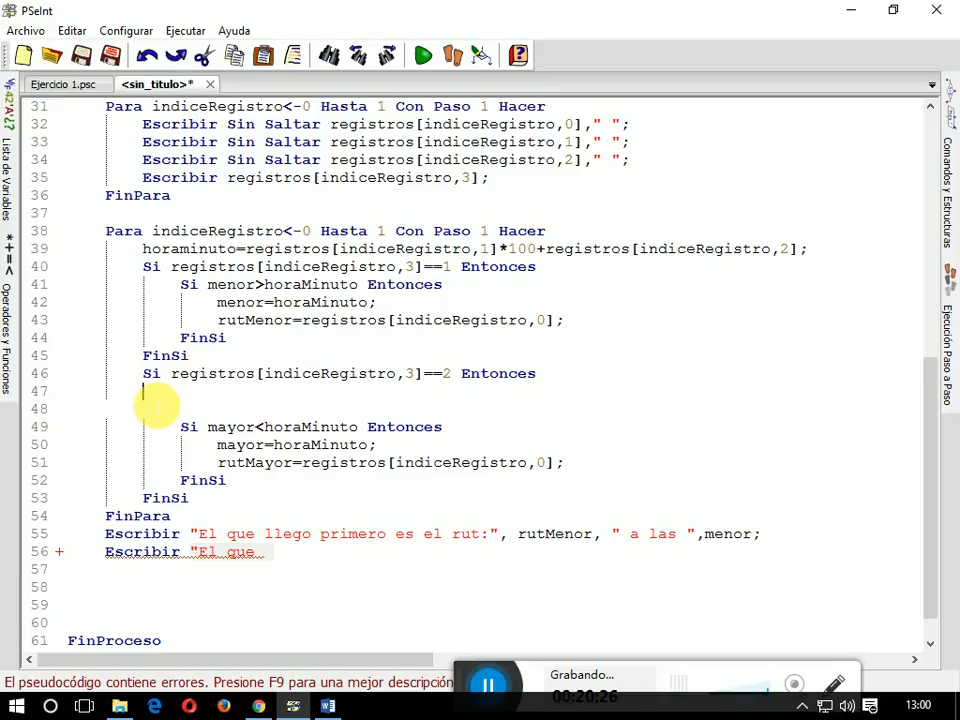 PSeInt
Archivo Editar Configurar Ejecutar Ayuda
Ejercicio 1.psc <sin_titulo>*
31 Para indiceRegistro<-0 Hasta 1 Con Paso 1 Hacer
32 Escribir Sin Saltar registros[indiceRegistro,0]," ";
33 Escribir Sin Saltar registros[indiceRegistro,1]," ";
34 Escribir Sin Saltar registros[indiceRegistro,2]," ";
35 Escribir registros[indiceRegistro,3];
36 FinPara
37
38 Para indiceRegistro<-0 Hasta 1 Con Paso 1 Hacer
39 horaminuto=registros[indiceRegistro,1]*100+registros[indiceRegistro,2];
40 Si registros[indiceRegistro,3]==1 Entonces
41 Si menor>horaMinuto Entonces
42 menor=horaMinuto;
43 rutMenor=registros[indiceRegistro,0];
44 FinSi
45 FinSi
46 Si registros[indiceRegistro,3]==2 Entonces
47
48
49 Si mayor<horaMinuto Entonces
50 mayor=horaMinuto;
51 rutMayor=registros[indiceRegistro,0];
52 FinSi
53 FinSi
54 FinPara
55 Escribir "El que llego primero es el rut:", rutMenor, " a las ",menor;
56 + Escribir "El que
57
58
59
60
61 FinProceso
Lista de Variables
Operadores y Funciones
Comandos y Estructuras
Ejecución Paso a Paso
El pseudocódigo contiene errores. Presione F9 para una mejor descripción
Grabando...
00:20:26
13:00